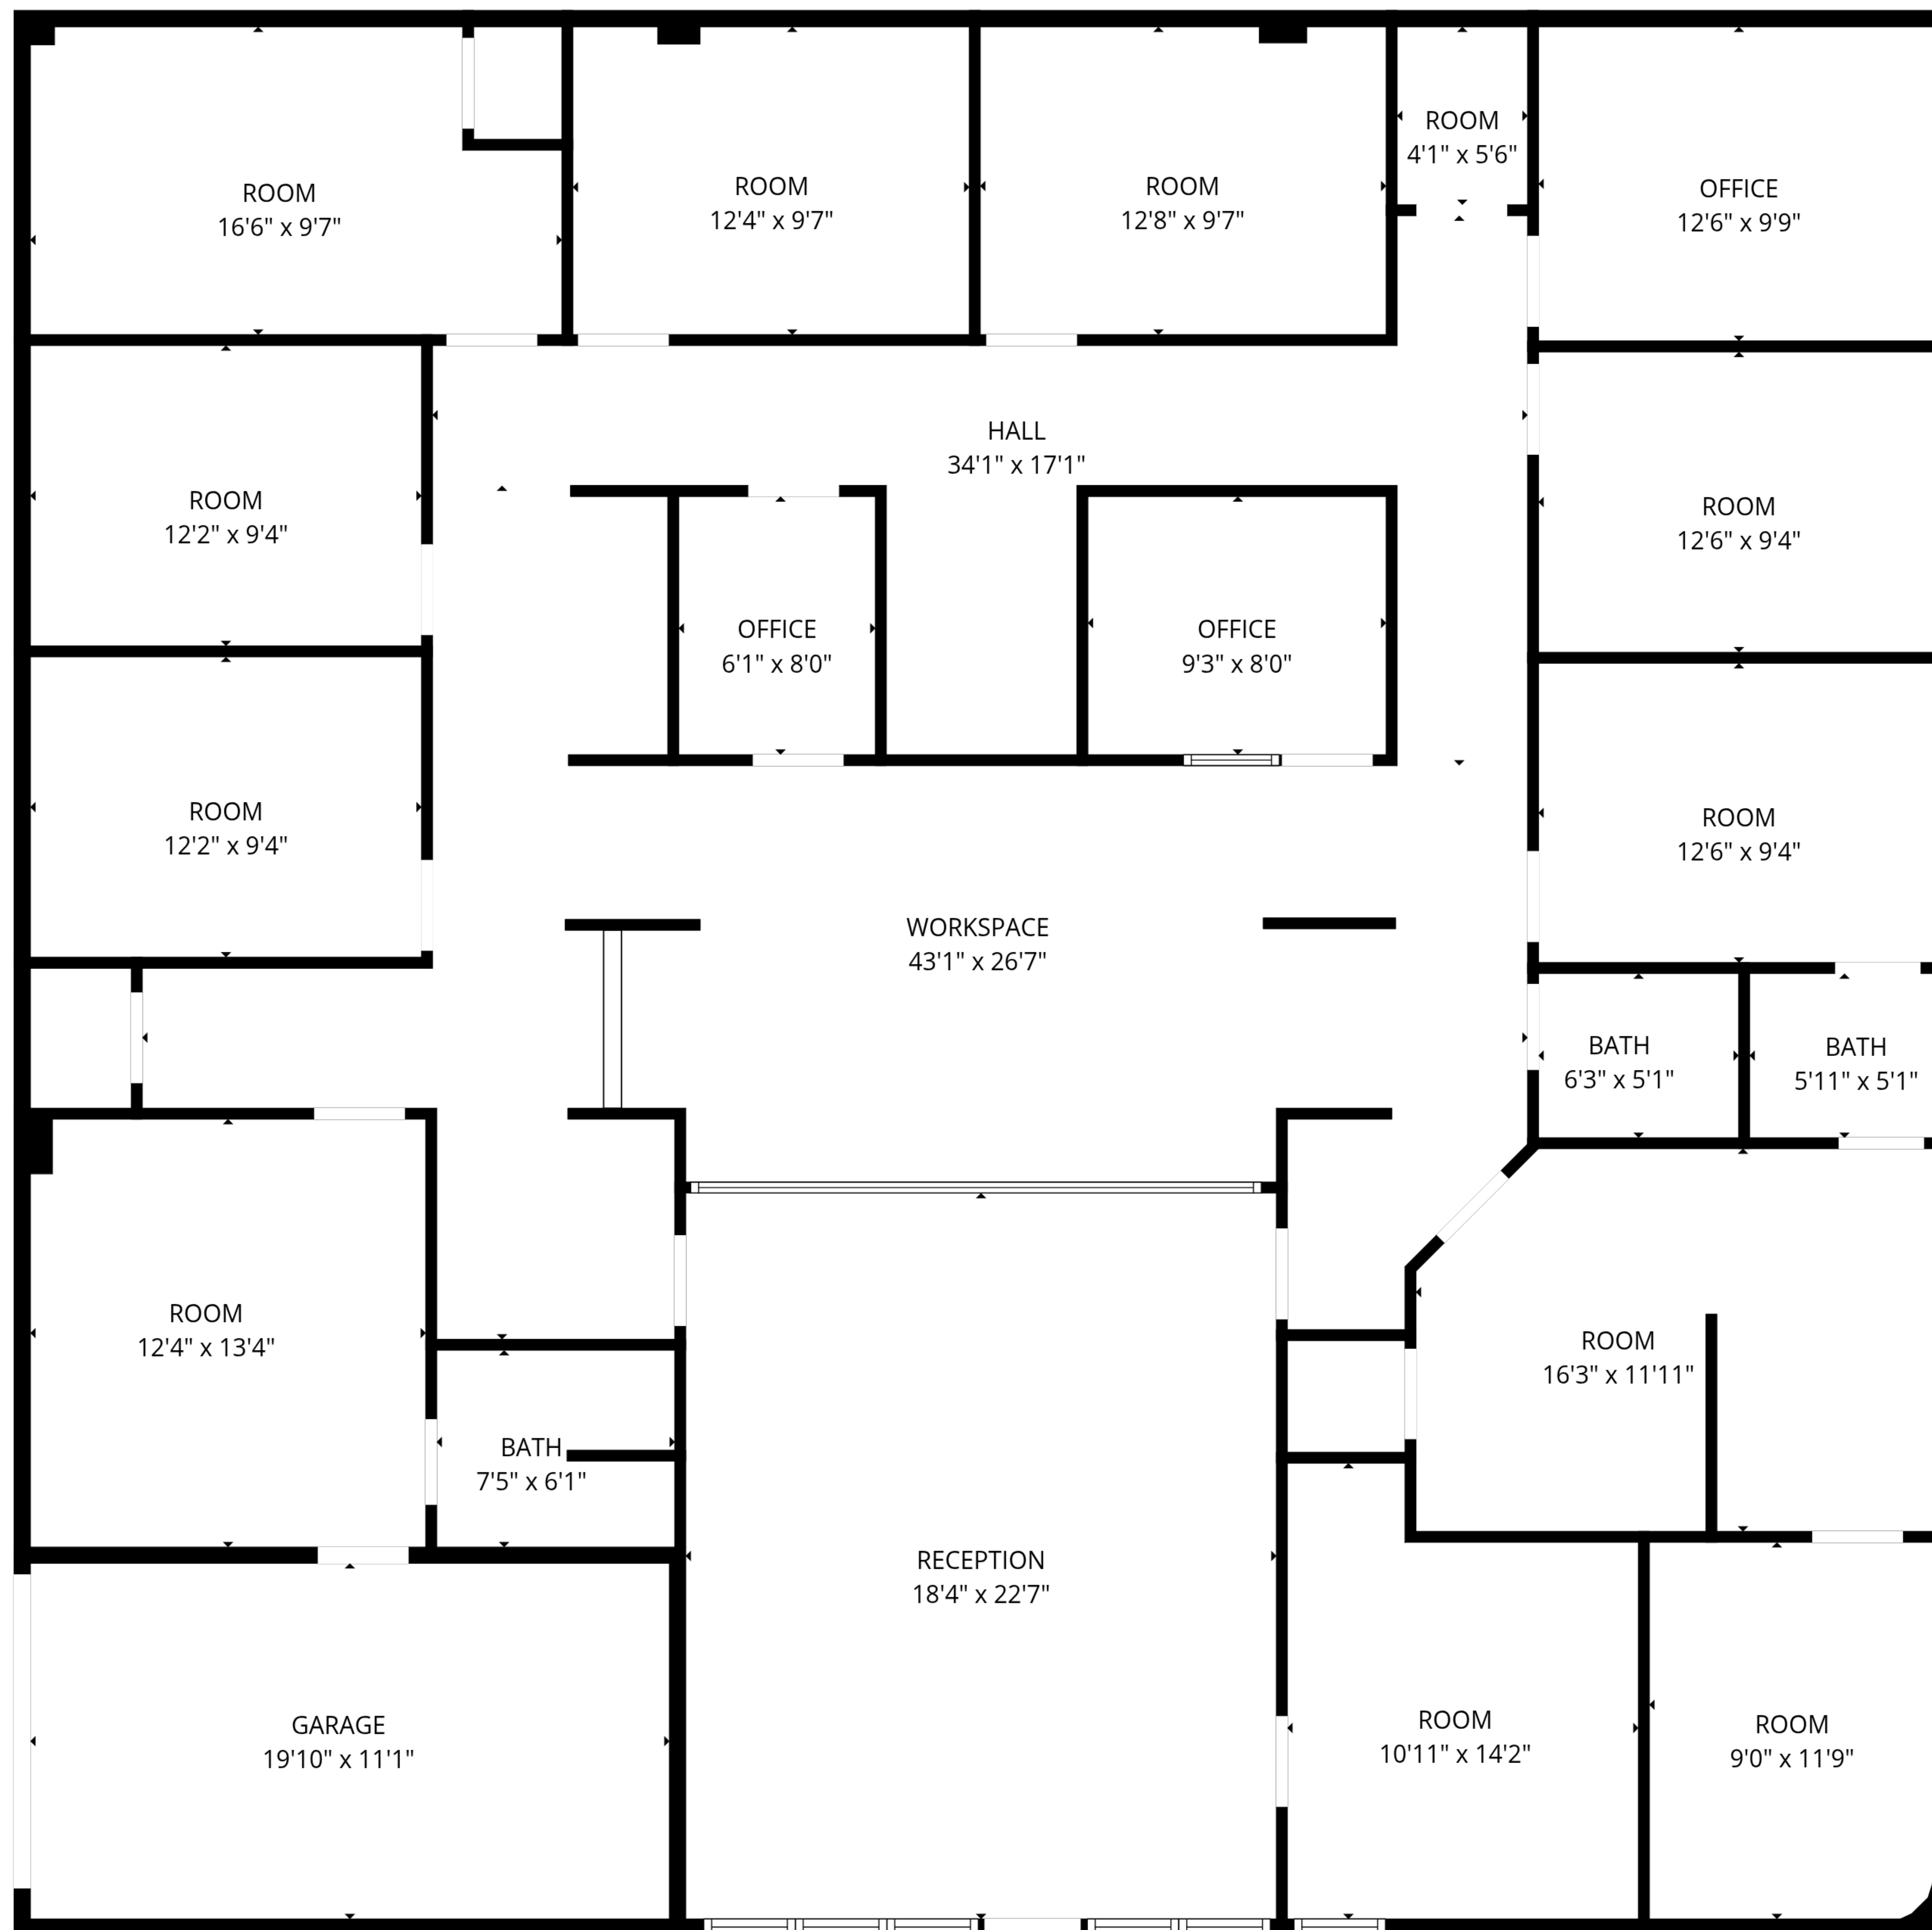 ROOM
16'6" x 9'7"
ROOM
12'4" x 9'7"
ROOM
12'8" x 9'7"
ROOM
4'1" x 5'6"
OFFICE
12'6" x 9'9"
HALL
34'1" x 17'1"
ROOM
12'2" x 9'4"
ROOM
12'6" x 9'4"
OFFICE
6'1" x 8'0"
OFFICE
9'3" x 8'0"
ROOM
12'2" x 9'4"
ROOM
12'6" x 9'4"
WORKSPACE
43'1" x 26'7"
BATH
6'3" x 5'1"
BATH
5'11" x 5'1"
ROOM
12'4" x 13'4"
ROOM
16'3" x 11'11"
BATH
7'5" x 6'1"
RECEPTION
18'4" x 22'7"
GARAGE
19'10" x 11'1"
ROOM
10'11" x 14'2"
ROOM
9'0" x 11'9"